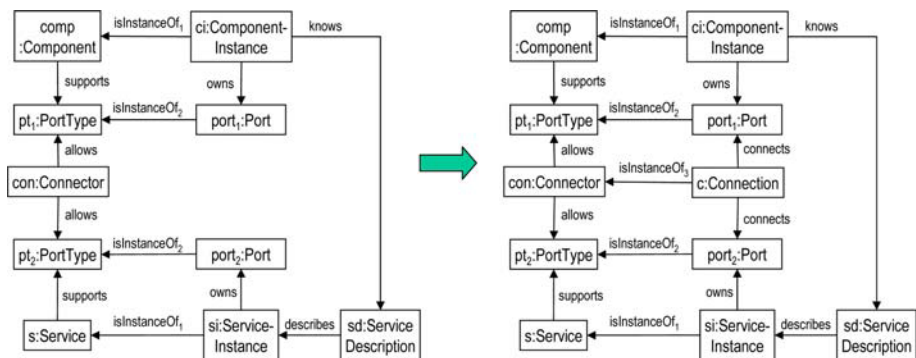 comp
:Component
isInstanceOf1
ci:Component-
Instance
knows
supports
owns
pt1:PortType
isInstanceOf2
port1:Port
allows
con:Connector
allows
pt2:PortType
isInstanceOf2
port2:Port
supports
owns
s:Service
isInstanceOf1
si:Service-
Instance
describes
sd:Service
Description
comp
:Component
isInstanceOf1
ci:Component-
Instance
knows
supports
owns
pt1:PortType
isInstanceOf2
port1:Port
allows
connects
con:Connector
isInstanceOf3
c:Connection
allows
connects
pt2:PortType
isInstanceOf2
port2:Port
supports
owns
s:Service
isInstanceOf1
si:Service-
Instance
describes
sd:Service
Description